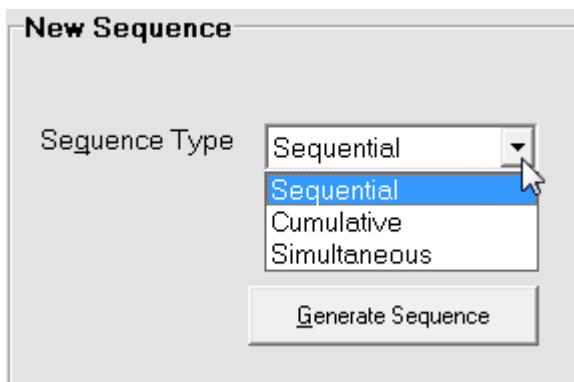 New Sequence
Sequence Type
Sequential
Sequential
Cumulative
Simultaneous
Generate Sequence